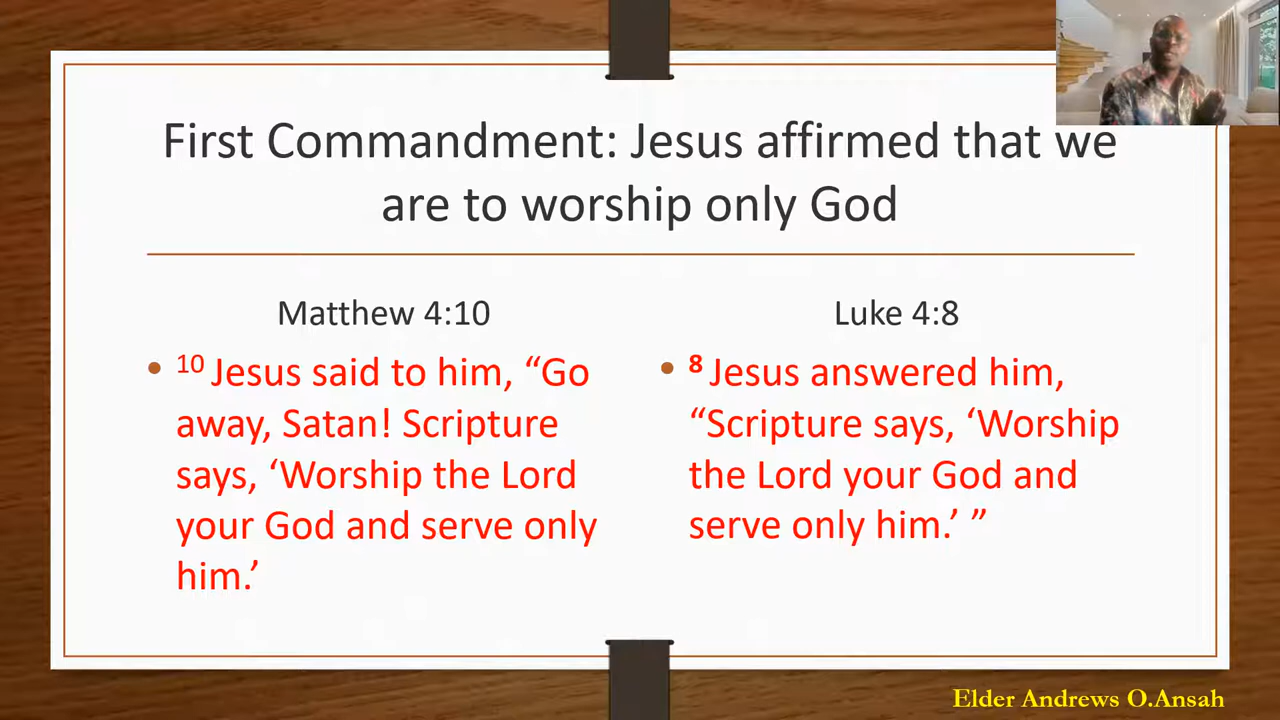 First Commandment: Jesus affirmed that we
are to worship only God
Matthew 4:10
• 10 Jesus said to him, “Go
away, Satan! Scripture
says, ‘Worship the Lord
your God and serve only
him.’
Luke 4:8
• 8 Jesus answered him,
“Scripture says, ‘Worship
the Lord your God and
serve only him.’ ”
Elder Andrews O.Ansah